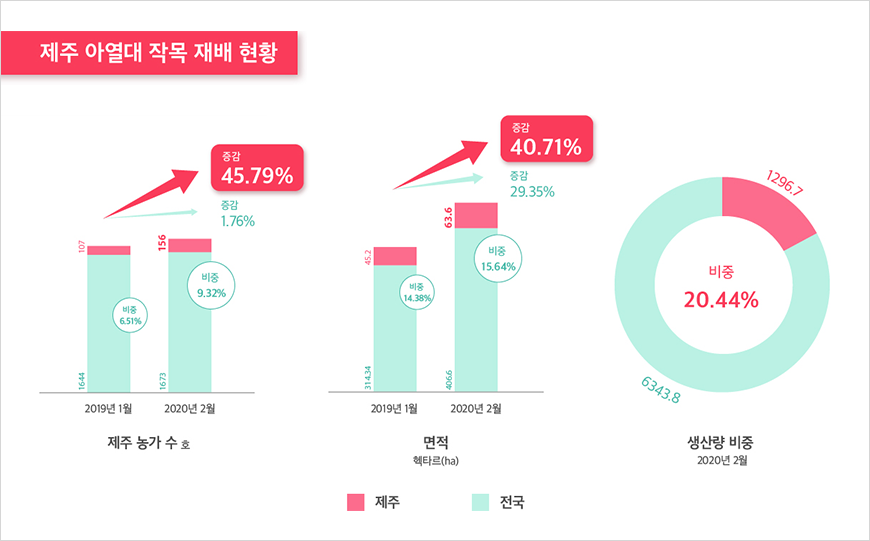 제주 아열대 작목 재배 현황
증감
45.79%
증감
1.76%
107
156
비중
6.51%
비중
9.32%
1644
1673
2019년 1월
2020년 2월
제주 농가 수 호
증감
40.71%
증감
29.35%
45.2
63.6
비중
14.38%
비중
15.64%
314.34
406.6
2019년 1월
2020년 2월
면적
헥타르(ha)
1296.7
비중
20.44%
6343.8
생산량 비중
2020년 2월
제주
전국